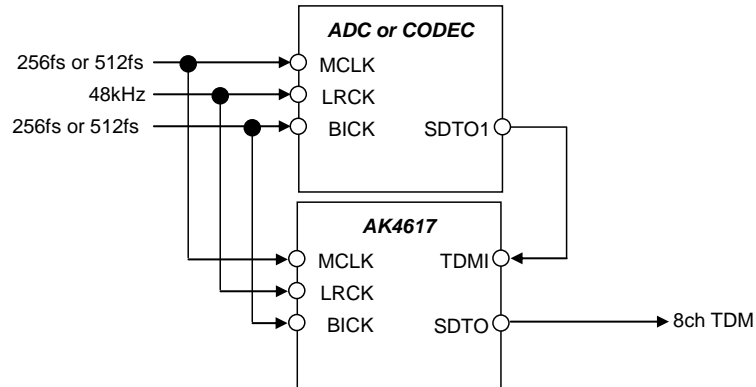 ADC or CODEC
256fs or 512fs
MCLK
48kHz
LRCK
256fs or 512fs
BICK
SDTO1
AK4617
MCLK
TDMI
LRCK
BICK
SDTO
8ch TDM